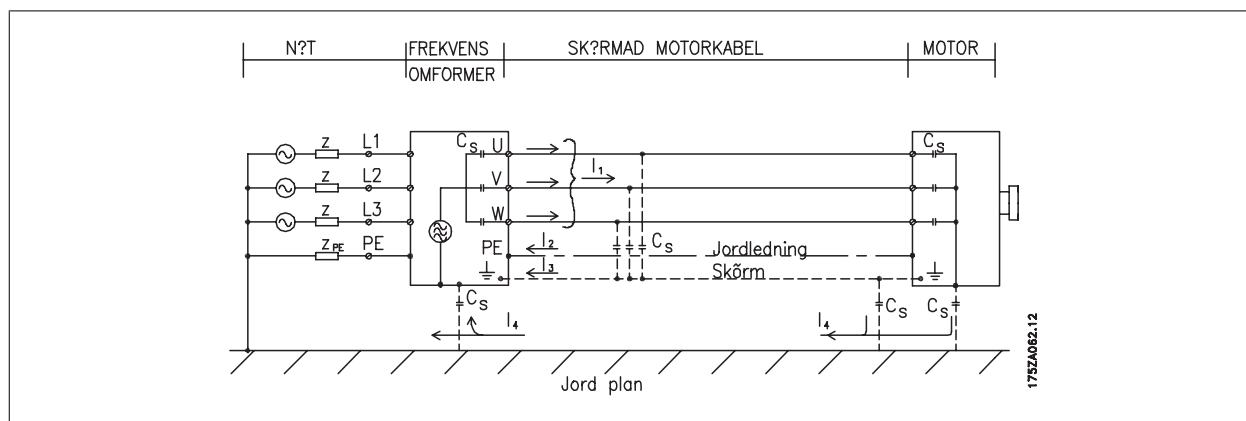 N?T
FREKVENS
OMFORMER
SK?RMAD MOTORKABEL
MOTOR
Z L1
Z L2
Z L3
Z PE PE
C S U
V
W
PE
I 1
I 2
I 3
C S
Jordledning
Skõrm
C S
C S
I 4
I 4
C S
C S
Jord plan
175ZA062.12